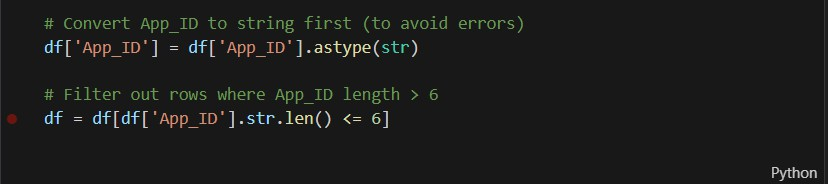 # Convert App_ID to string first (to avoid errors)
df['App_ID'] = df['App_ID'].astype(str)
# Filter out rows where App_ID length > 6
df = df[df['App_ID'].str.len() <= 6]
Python